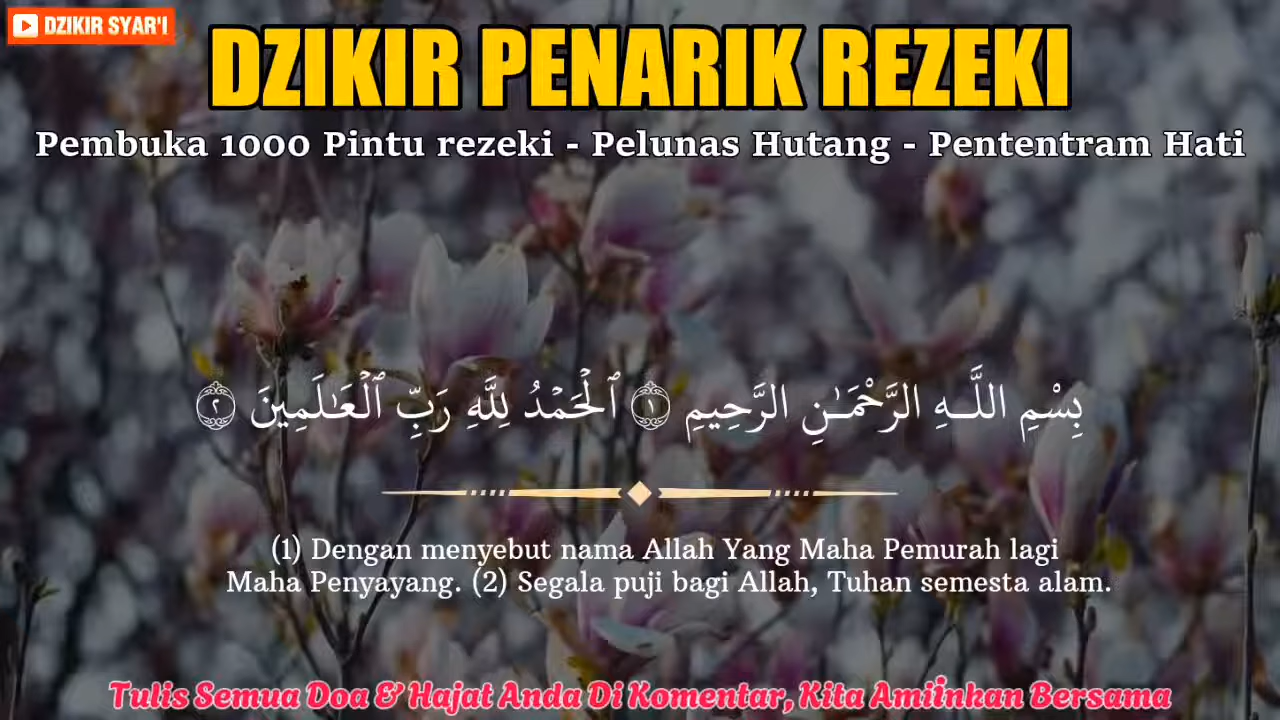 DZIKIR SYAR'I
DZIKIR PENARIK REZEKI
Pembuka 1000 Pintu rezeki - Pelunas Hutang - Pententram Hati
بِسْمِ اللَّـهِ الرَّحْمَـٰنِ الرَّحِيمِ ١ ٱلْحَمْدُ لِلَّهِ رَبِّ ٱلْعَـٰلَمِينَ ٢
(1) Dengan menyebut nama Allah Yang Maha Pemurah lagi
Maha Penyayang. (2) Segala puji bagi Allah, Tuhan semesta alam.
Tulis Semua Doa & Hajat Anda Di Komentar, Kita Amiinkan Bersama